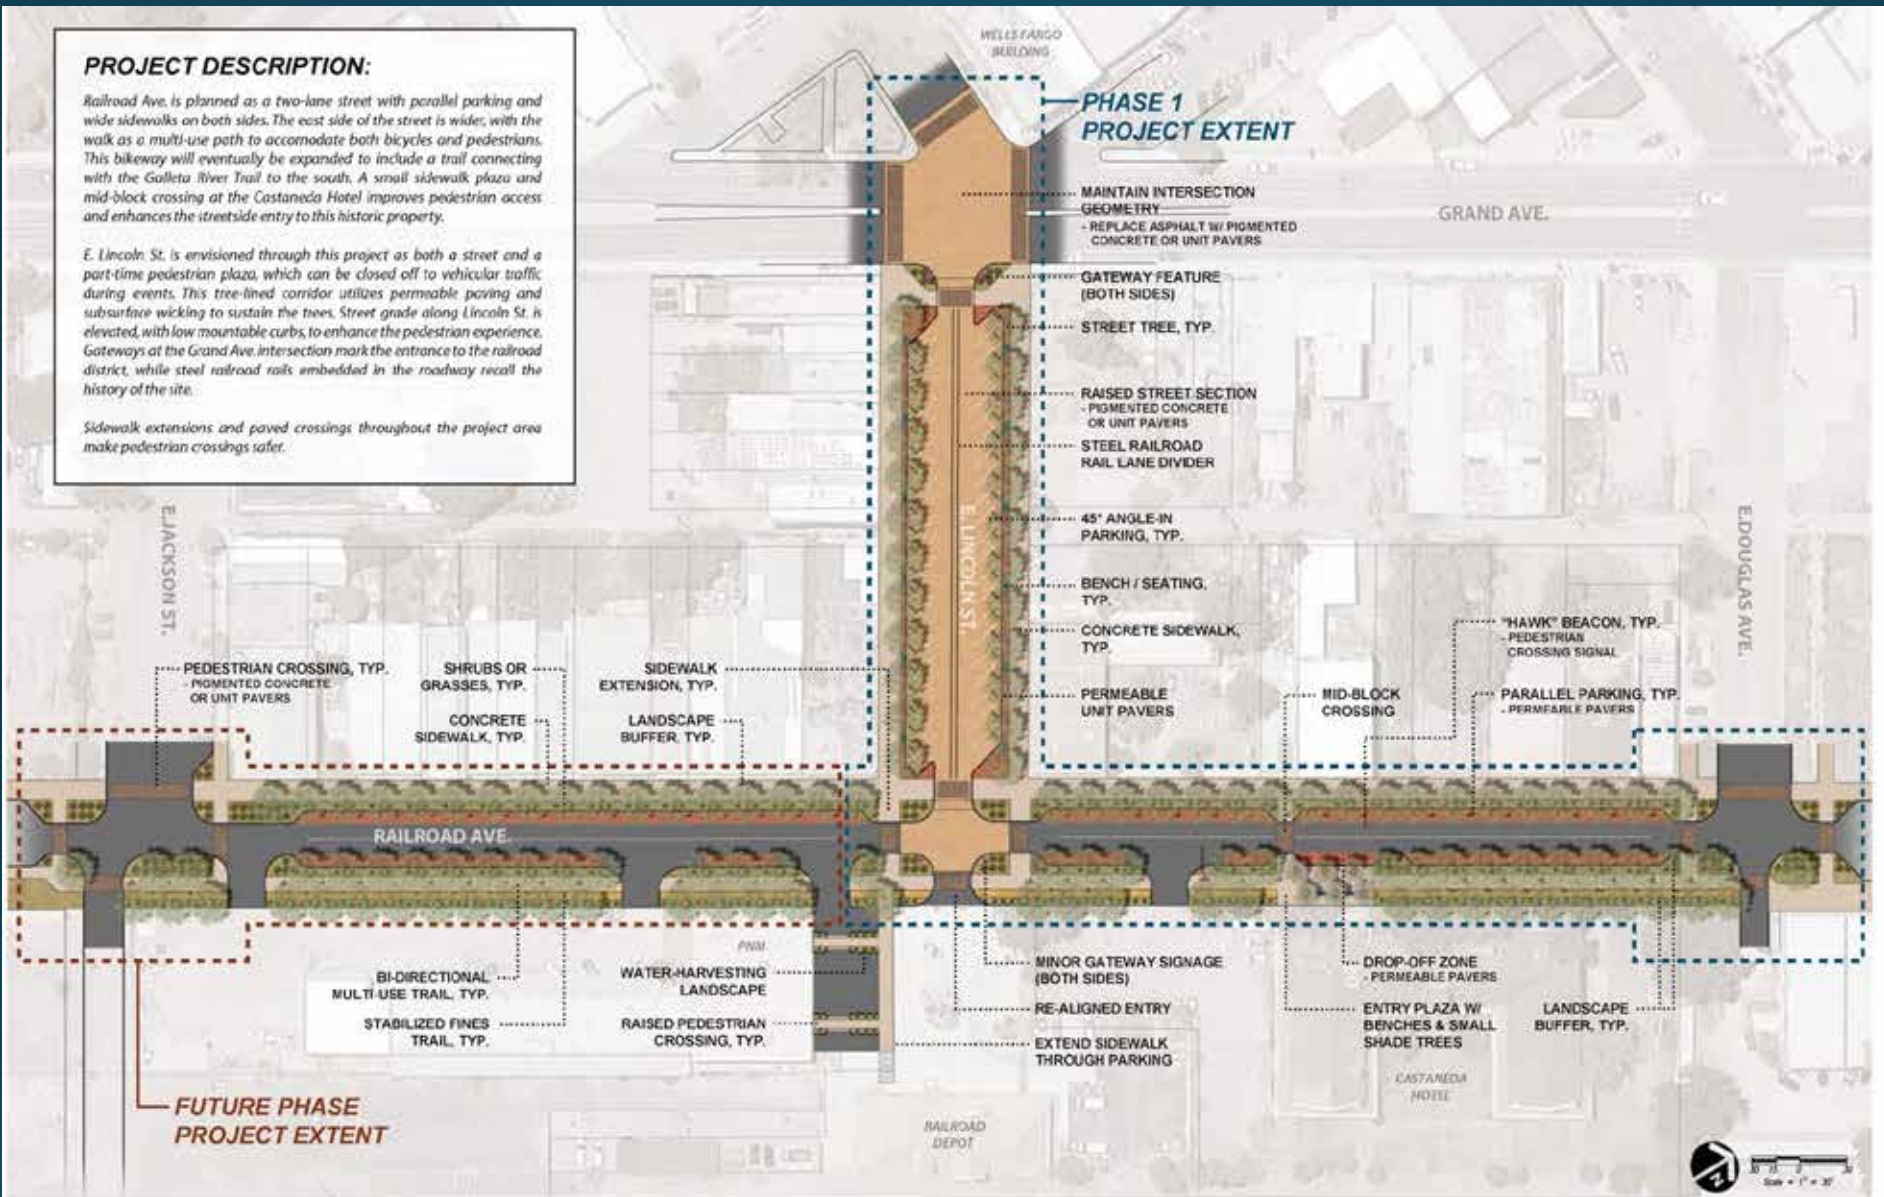 PROJECT DESCRIPTION:
Railroad Ave. is planned as a two-lane street with parallel parking and
wide sidewalks on both sides. The east side of the street is wider, with the
walk as a multi-use path to accomodate both bicycles and pedestrians.
This bikeway will eventually be expanded to include a trail connecting
with the Galleta River Trail to the south. A small sidewalk plaza and
mid-block crossing at the Castaneda Hotel improves pedestrian access
and enhances the streetside entry to this historic property.
E. Lincoln St. is envisioned through this project as both a street and a
part-time pedestrian plaza, which can be closed off to vehicular traffic
during events. This tree-lined corridor utilizes permeable paving and
subsurface wicking to sustain the trees. Street grade along Lincoln St. is
elevated, with low mountable curbs, to enhance the pedestrian experience.
Gateways at the Grand Ave. intersection mark the entrance to the railroad
district, while steel railroad rails embedded in the roadway recall the
history of the site.
Sidewalk extensions and paved crossings throughout the project area
make pedestrian crossings safer.
WELLS FARGO
BUILDING
PHASE 1
PROJECT EXTENT
MAINTAIN INTERSECTION
GEOMETRY
- REPLACE ASPHALT W/ PIGMENTED
CONCRETE OR UNIT PAVERS
GRAND AVE.
GATEWAY FEATURE
(BOTH SIDES)
STREET TREE, TYP.
RAISED STREET SECTION
- PIGMENTED CONCRETE
OR UNIT PAVERS
STEEL RAILROAD
RAIL LANE DIVIDER
E. LINCOLN ST.
45° ANGLE-IN
PARKING, TYP.
BENCH / SEATING,
TYP.
CONCRETE SIDEWALK,
TYP.
PERMEABLE
UNIT PAVERS
E.JACKSON ST.
E.DOUGLAS AVE.
PEDESTRIAN CROSSING, TYP.
- PIGMENTED CONCRETE
OR UNIT PAVERS
SHRUBS OR
GRASSES, TYP.
CONCRETE
SIDEWALK, TYP.
SIDEWALK
EXTENSION, TYP.
LANDSCAPE
BUFFER, TYP.
MID-BLOCK
CROSSING
"HAWK" BEACON, TYP.
- PEDESTRIAN
CROSSING SIGNAL
PARALLEL PARKING, TYP.
- PERMEABLE PAVERS
RAILROAD AVE.
BI-DIRECTIONAL
MULTI USE TRAIL, TYP.
STABILIZED FINES
TRAIL, TYP.
PNM
WATER-HARVESTING
LANDSCAPE
RAISED PEDESTRIAN
CROSSING, TYP.
MINOR GATEWAY SIGNAGE
(BOTH SIDES)
RE-ALIGNED ENTRY
EXTEND SIDEWALK
THROUGH PARKING
DROP-OFF ZONE
- PERMEABLE PAVERS
ENTRY PLAZA W/
BENCHES & SMALL
SHADE TREES
LANDSCAPE
BUFFER, TYP.
FUTURE PHASE
PROJECT EXTENT
RAILROAD
DEPOT
CASTANEDA
HOTEL
Scale = 1" = 30'